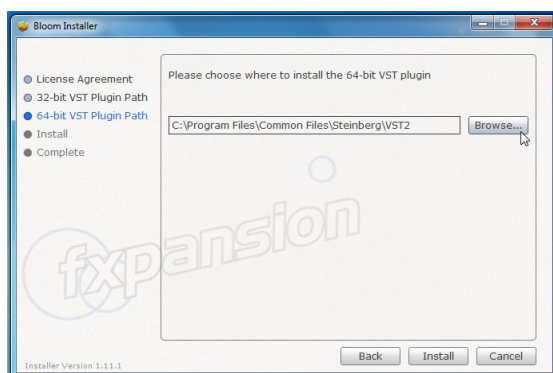 Bloom Installer
License Agreement
32-bit VST Plugin Path
64-bit VST Plugin Path
Install
Complete
Please choose where to install the 64-bit VST plugin
C:\Program Files\Common Files\Steinberg\VST2
Browse...
fxpansion
Back
Install
Cancel
Installer Version 1.11.1